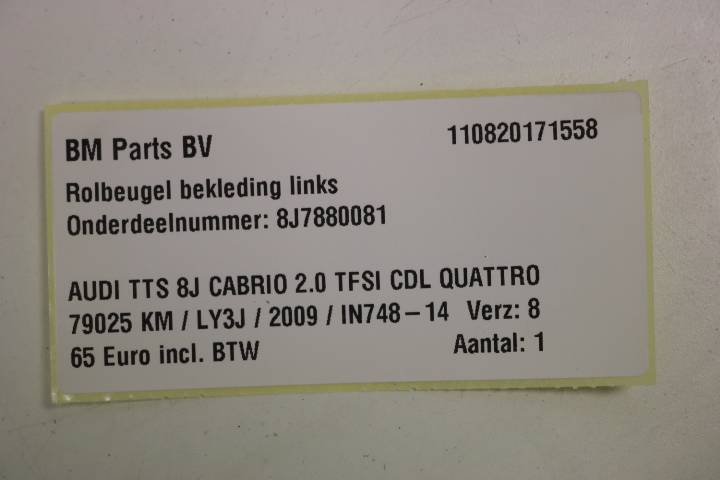 BM Parts BV 110820171558
Rolbeugel bekleding links
Onderdeelnummer: 8J7880081
AUDI TTS 8J CABRIO 2.0 TFSI CDL QUATTRO
79025 KM / LY3J / 2009 / IN748-14 Verz: 8
65 Euro incl. BTW Aantal: 1